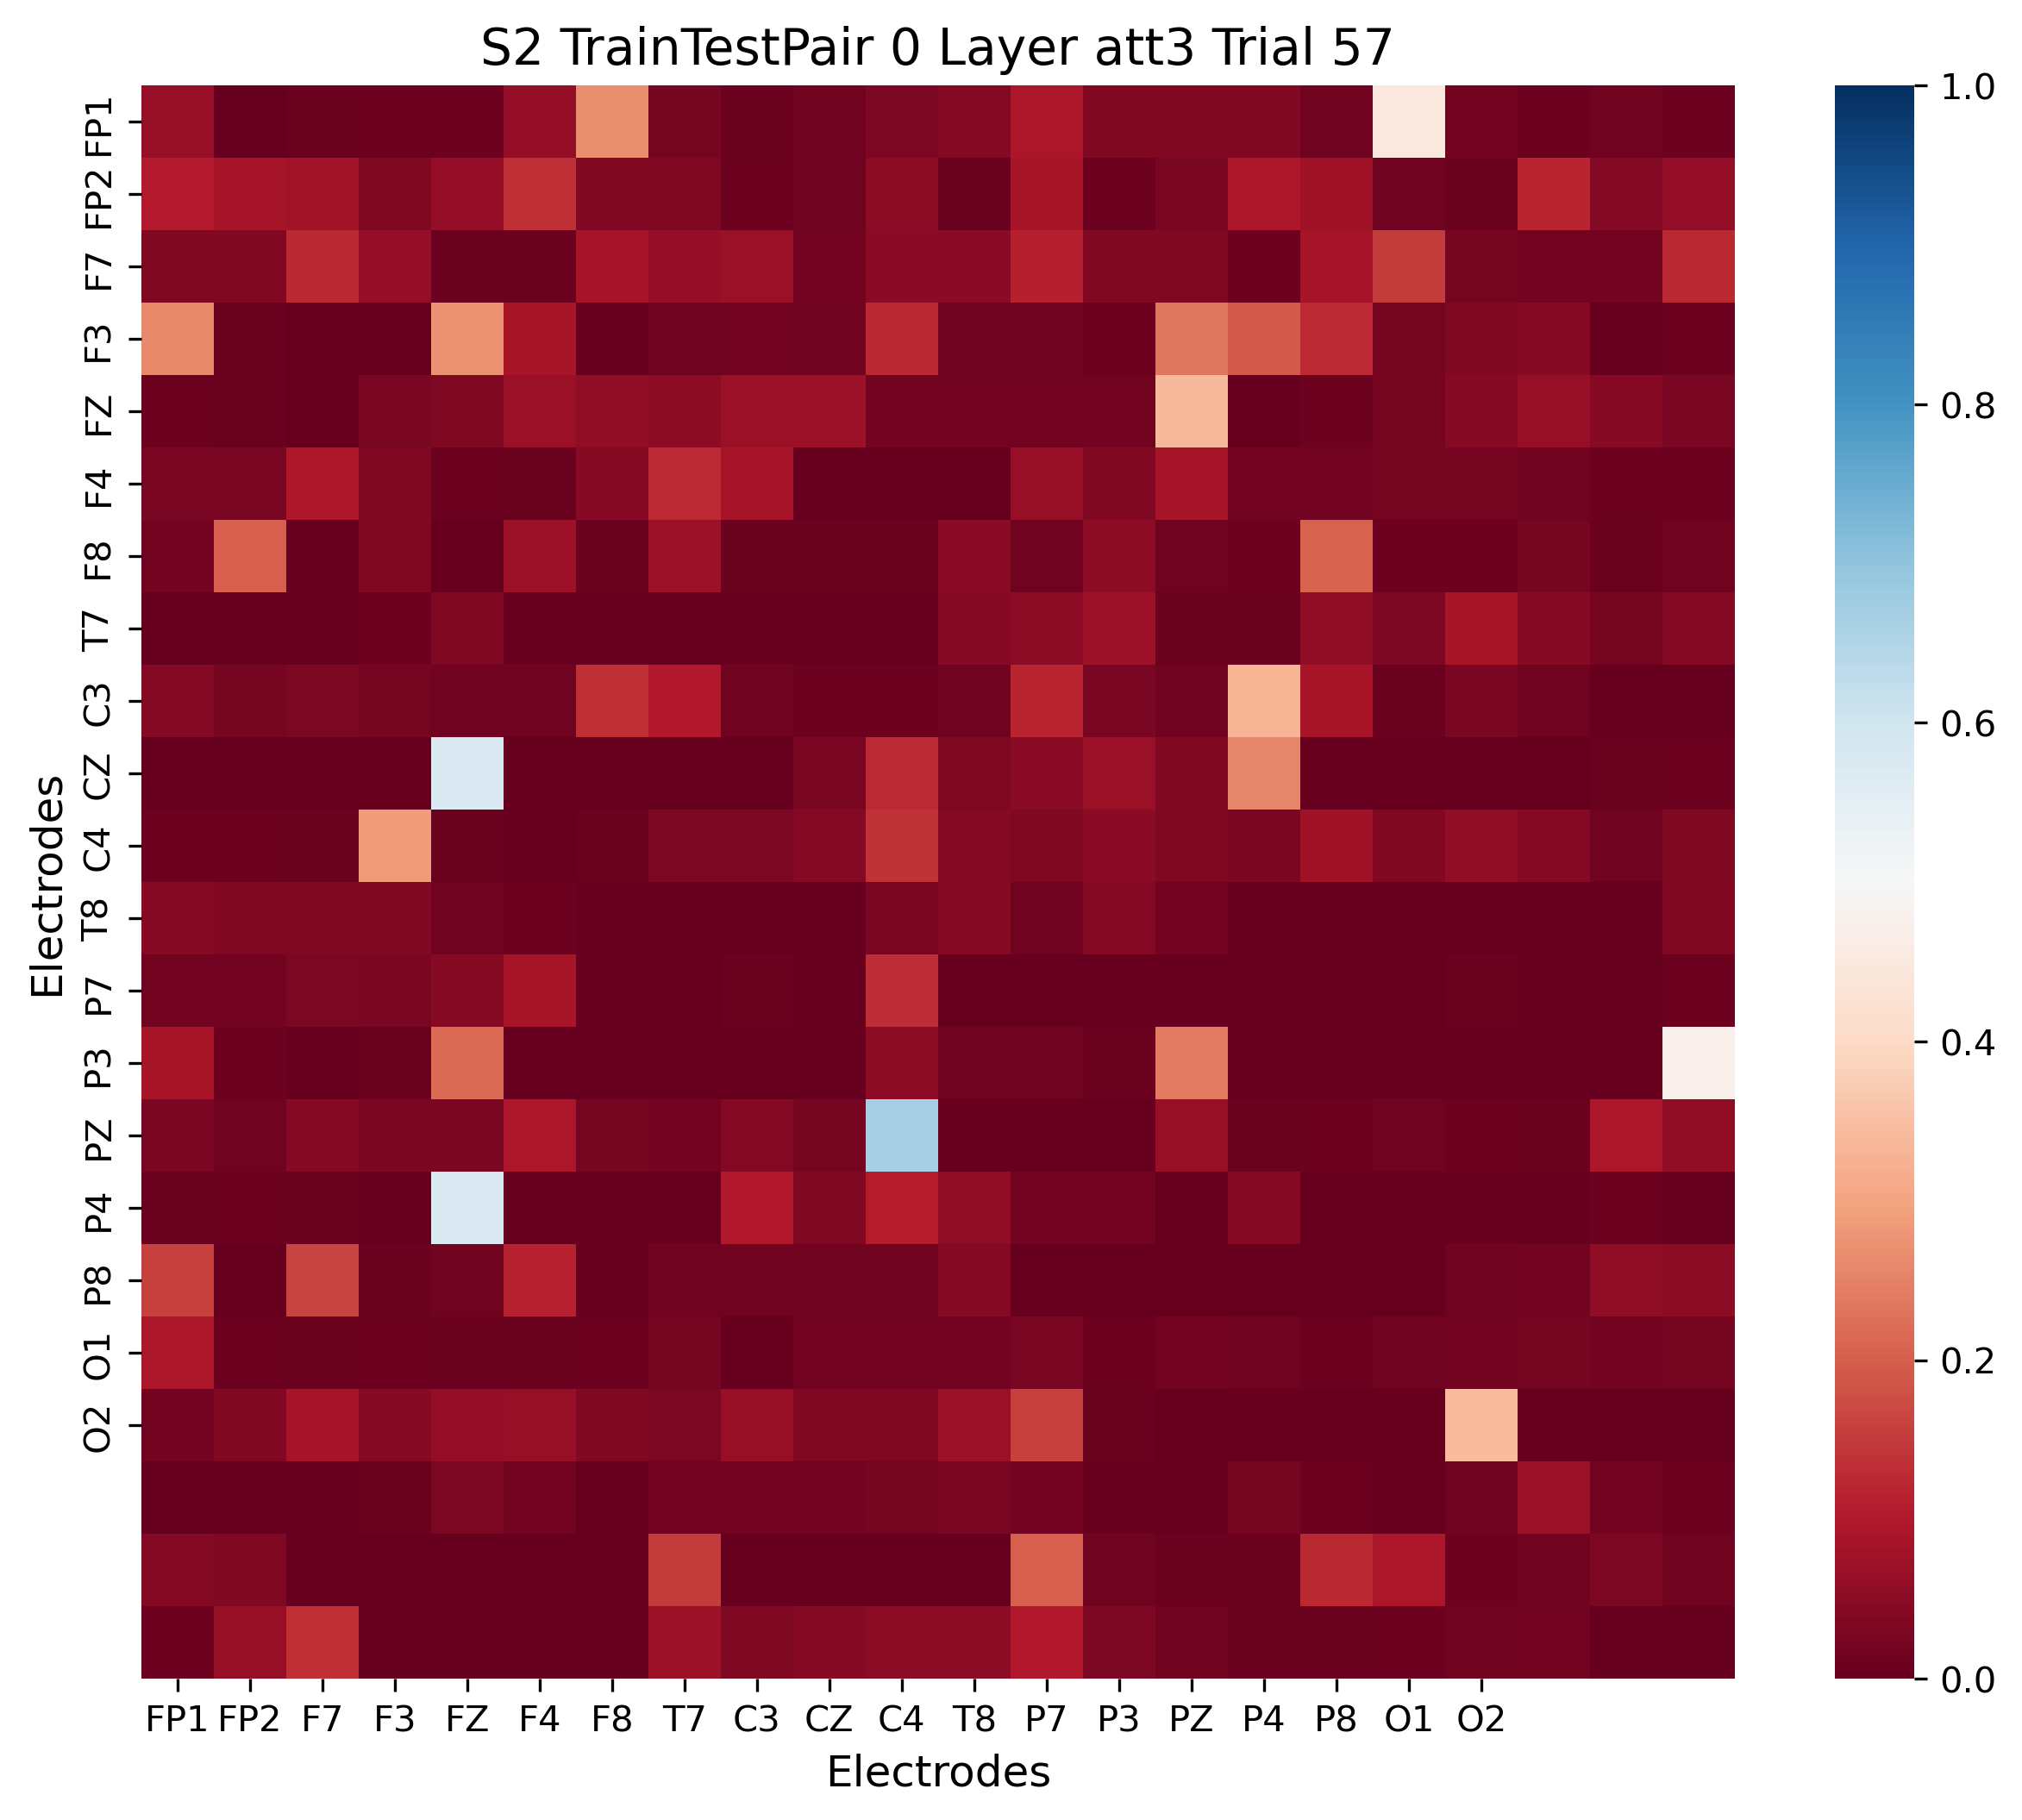 S2 TrainTestPair 0 Layer att3 Trial 57
Electrodes
FP1
FP2
F7
F3
FZ
F4
F8
T7
C3
CZ
C4
T8
P7
P3
PZ
P4
P8
O1
O2
FP1 FP2 F7 F3 FZ F4 F8 T7 C3 CZ C4 T8 P7 P3 PZ P4 P8 O1 O2
Electrodes
1.0
0.8
0.6
0.4
0.2
0.0